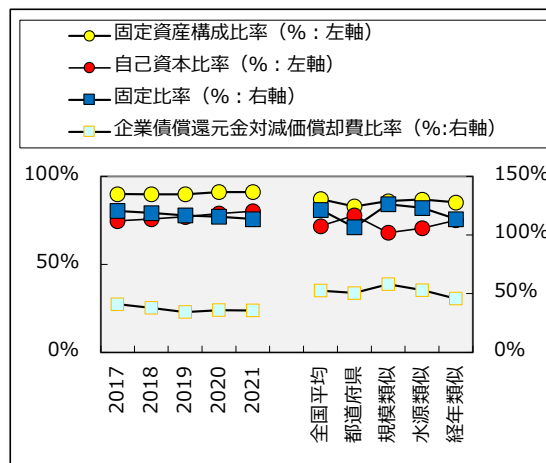 固定資産構成比率（%：左軸）
自己資本比率（%：左軸）
固定比率（%：右軸）
企業債償還元金対減価償却費比率（%:右軸）
100%
50%
0%
150%
100%
50%
0%
2017
2018
2019
2020
2021
全国平均
都道府県
規模類似
水源類似
経年類似